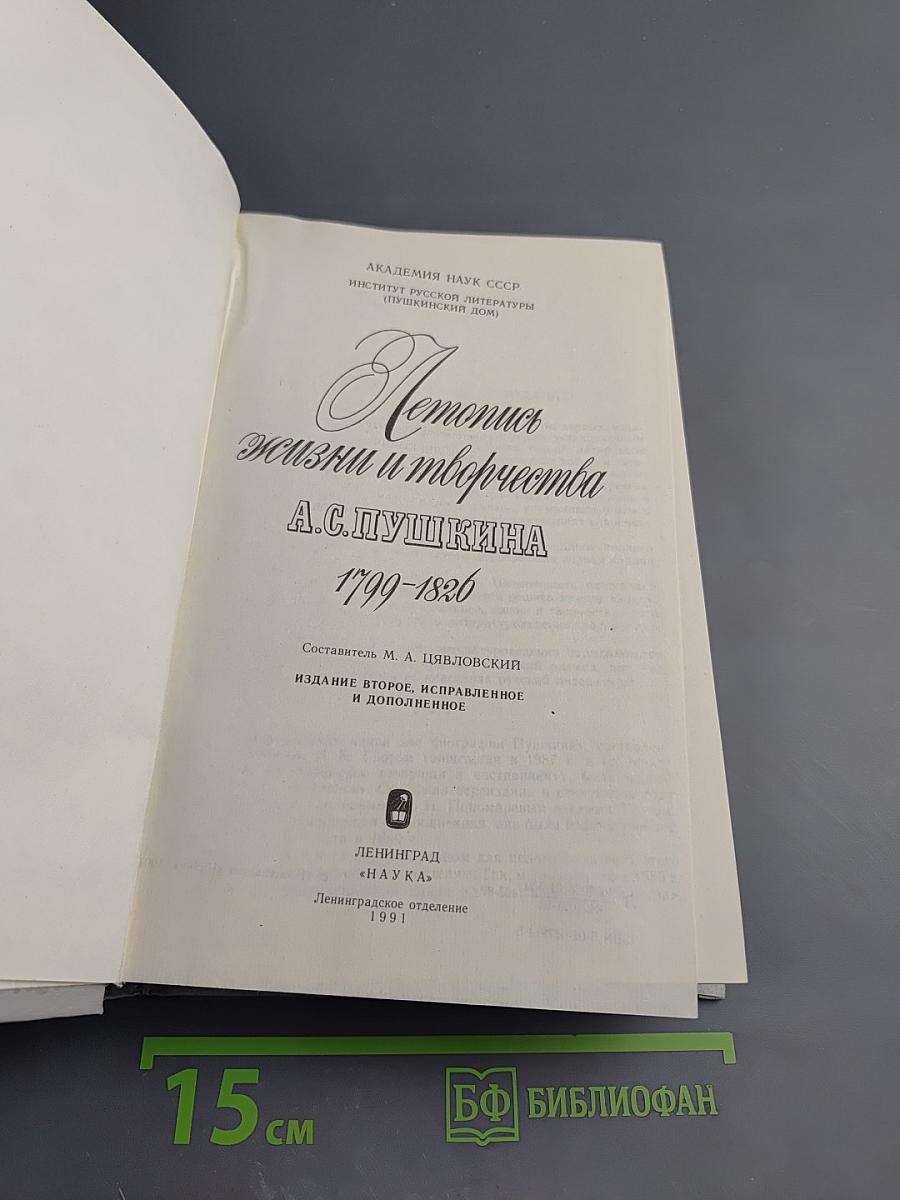 АКАДЕМИЯ НАУК СССР
ИНСТИТУТ РУССКОЙ ЛИТЕРАТУРЫ
(ПУШКИНСКИЙ ДОМ)
Летопись
жизни и творчества
А.С.ПУШКИНА
1799–1826
Составитель М. А. ЦЯВЛОВСКИЙ
ИЗДАНИЕ ВТОРОЕ, ИСПРАВЛЕННОЕ
И ДОПОЛНЕННОЕ
ЛЕНИНГРАД
«НАУКА»
Ленинградское отделение
1991
15 см
БФ БИБЛИОФАН